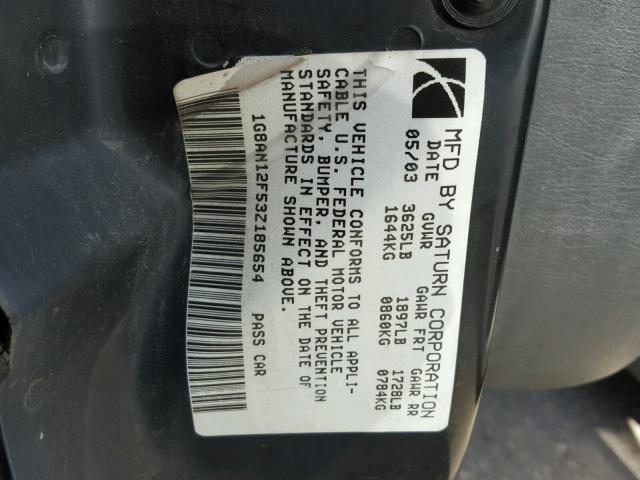 MFD BY SATURN CORPORATION
DATE GVWR GAWR FRT GAWR RR
05/03 3625LB 1897LB 1728LB
1644KG 0860KG 0784KG
THIS VEHICLE CONFORMS TO ALL APPLI-
CABLE U.S. FEDERAL MOTOR VEHICLE
SAFETY, BUMPER, AND THEFT PREVENTION
STANDARDS IN EFFECT ON THE DATE OF
MANUFACTURE SHOWN ABOVE.
1G8AN12F53Z185654 PASS CAR